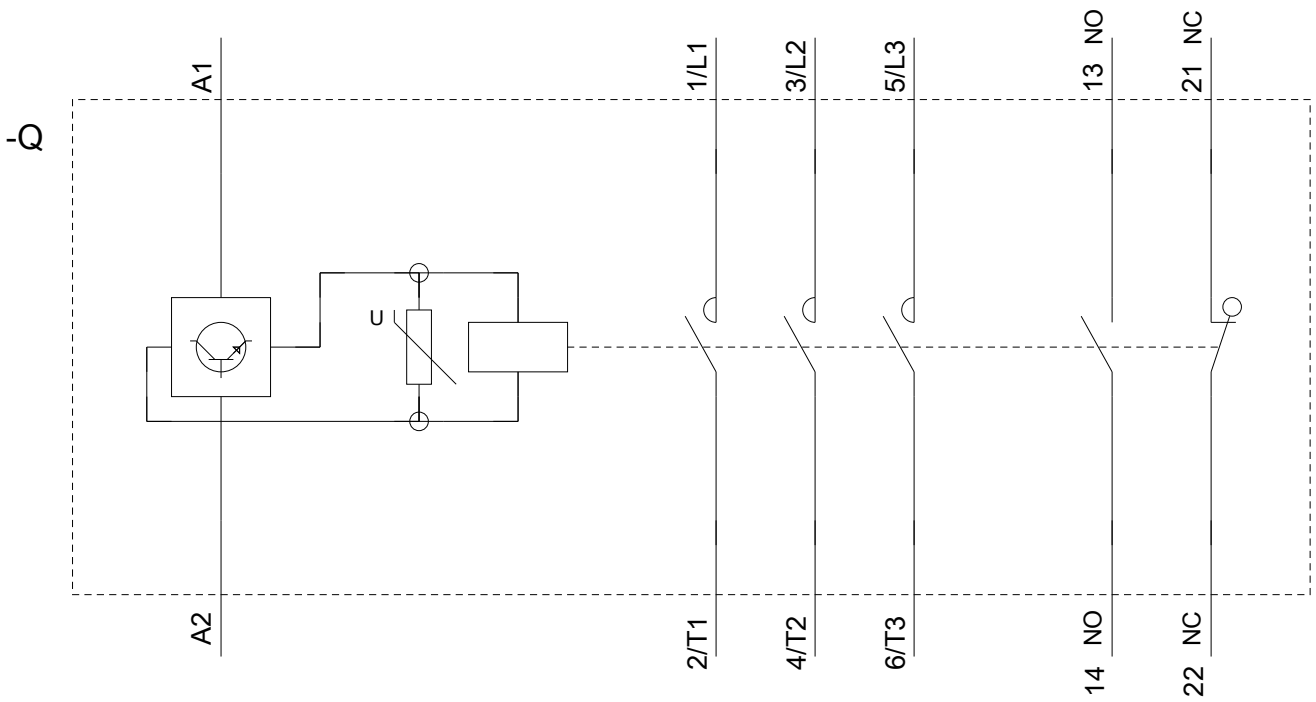 A1
1/L1
3/L2
5/L3
13 NO
21 NC
-Q
U
A2
2/T1
4/T2
6/T3
14 NO
22 NC